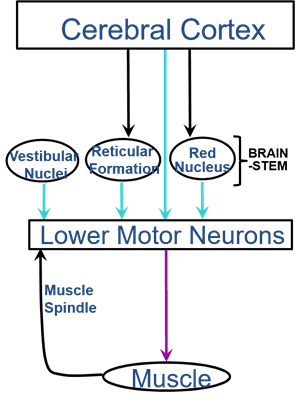 Cerebral Cortex
Vestibular
Nuclei
Reticular
Formation
Red
Nucleus
BRAIN
-STEM
Lower Motor Neurons
Muscle
Spindle
Muscle